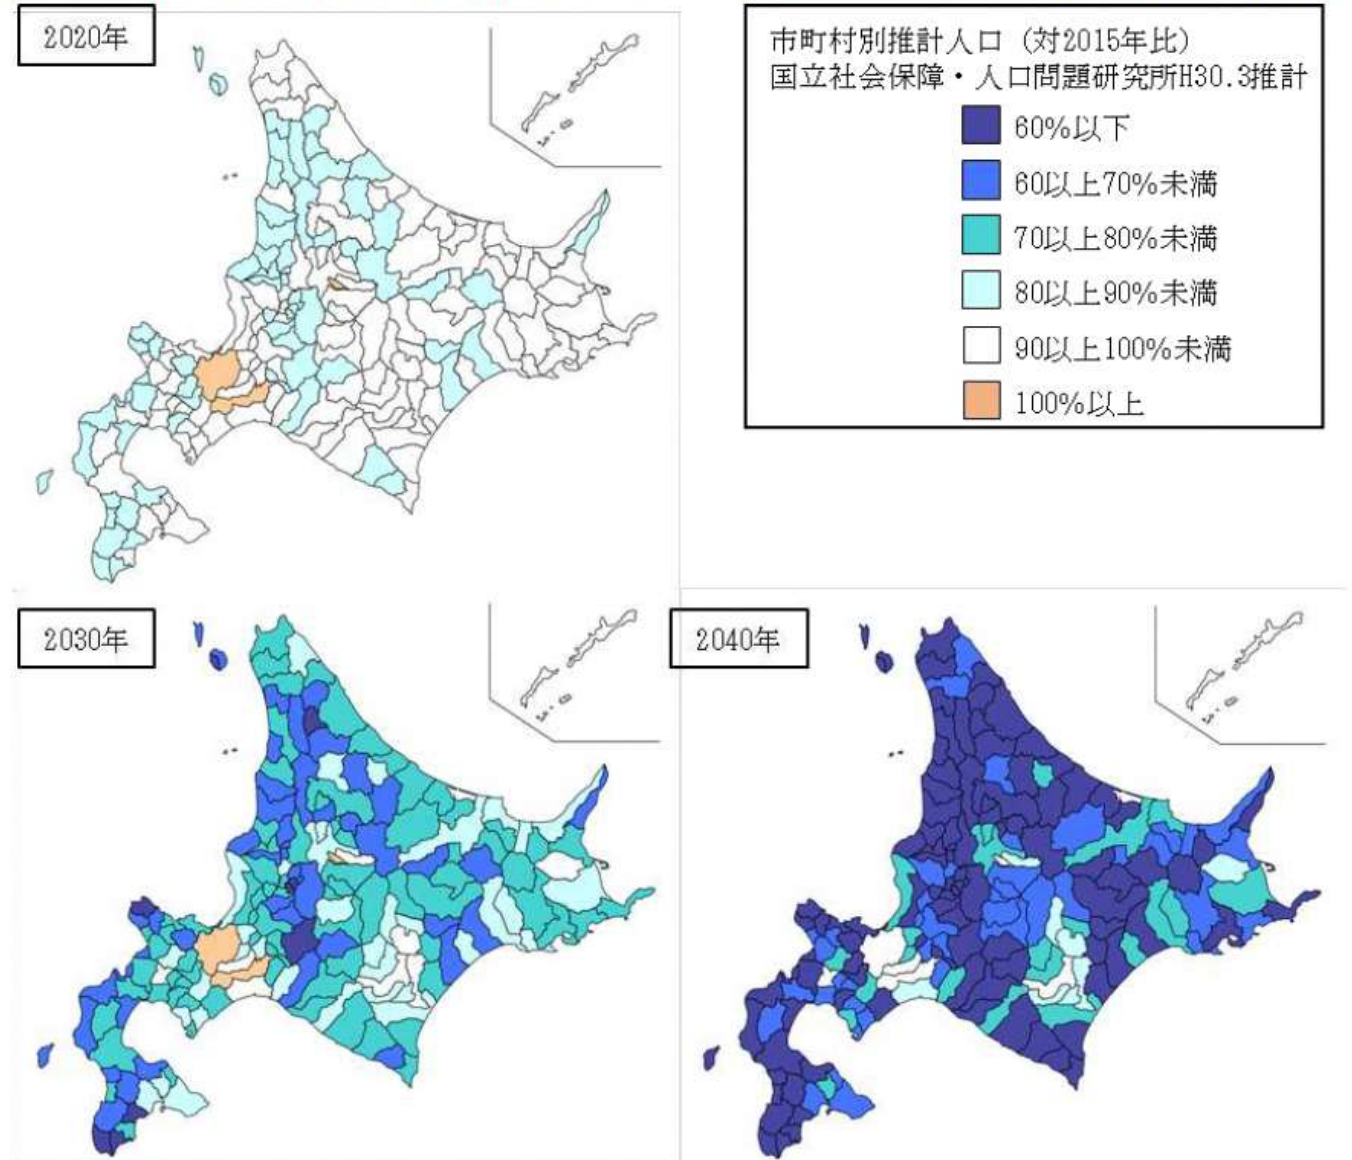 2020年
市町村別推計人口（対2015年比）
国立社会保障・人口問題研究所H30.3推計
60%以下
60以上70%未満
70以上80%未満
80以上90%未満
90以上100%未満
100%以上
2030年
2040年